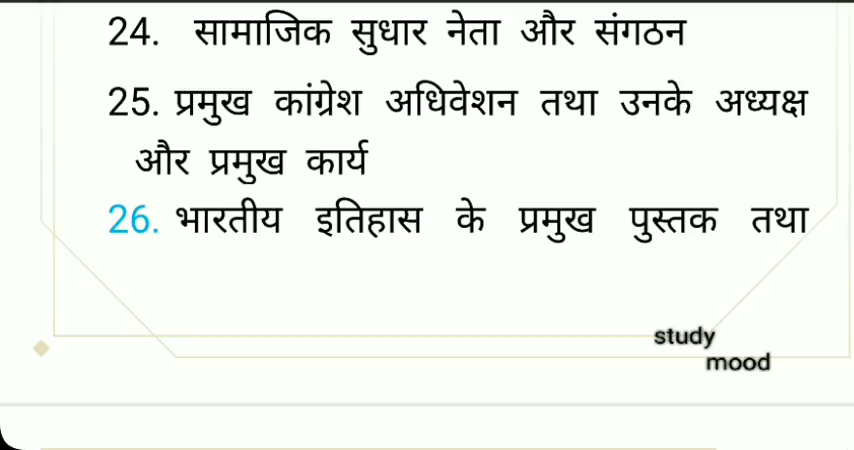 24. सामाजिक सुधार नेता और संगठन
25. प्रमुख कांग्रेश अधिवेशन तथा उनके अध्यक्ष
और प्रमुख कार्य
26. भारतीय इतिहास के प्रमुख पुस्तक तथा
study
mood